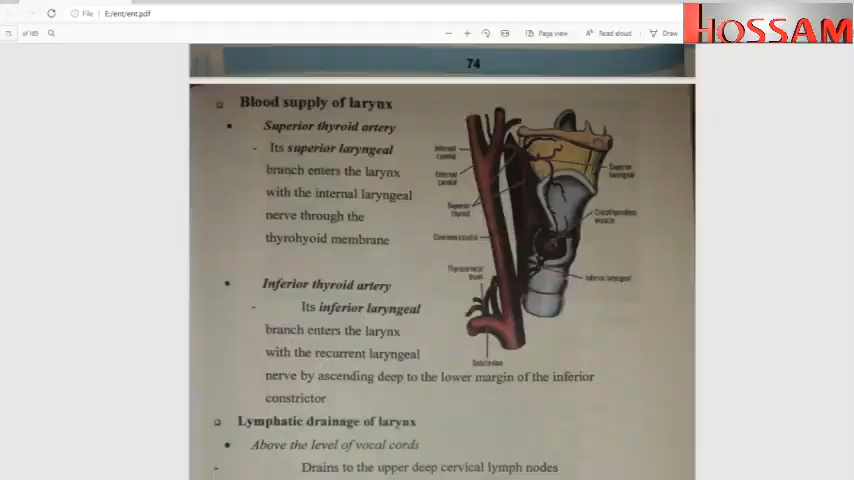 File | E:/ent/ent.pdf
HOSSAM
75 of 185
Page view
Read aloud
Draw
74
Blood supply of larynx
Superior thyroid artery
- Its superior laryngeal
branch enters the larynx
with the internal laryngeal
nerve through the
thyrohyoid membrane
Inferior thyroid artery
- Its inferior laryngeal
branch enters the larynx
with the recurrent laryngeal
nerve by ascending deep to the lower margin of the inferior
constrictor
Internal
carotid
External
carotid
Superior
thyroid
Common carotid
Thyrocervical
trunk
Subclavian
Superior
laryngeal
Cricothyroideus
muscle
Inferior laryngeal
Lymphatic drainage of larynx
Above the level of vocal cords
- Drains to the upper deep cervical lymph nodes